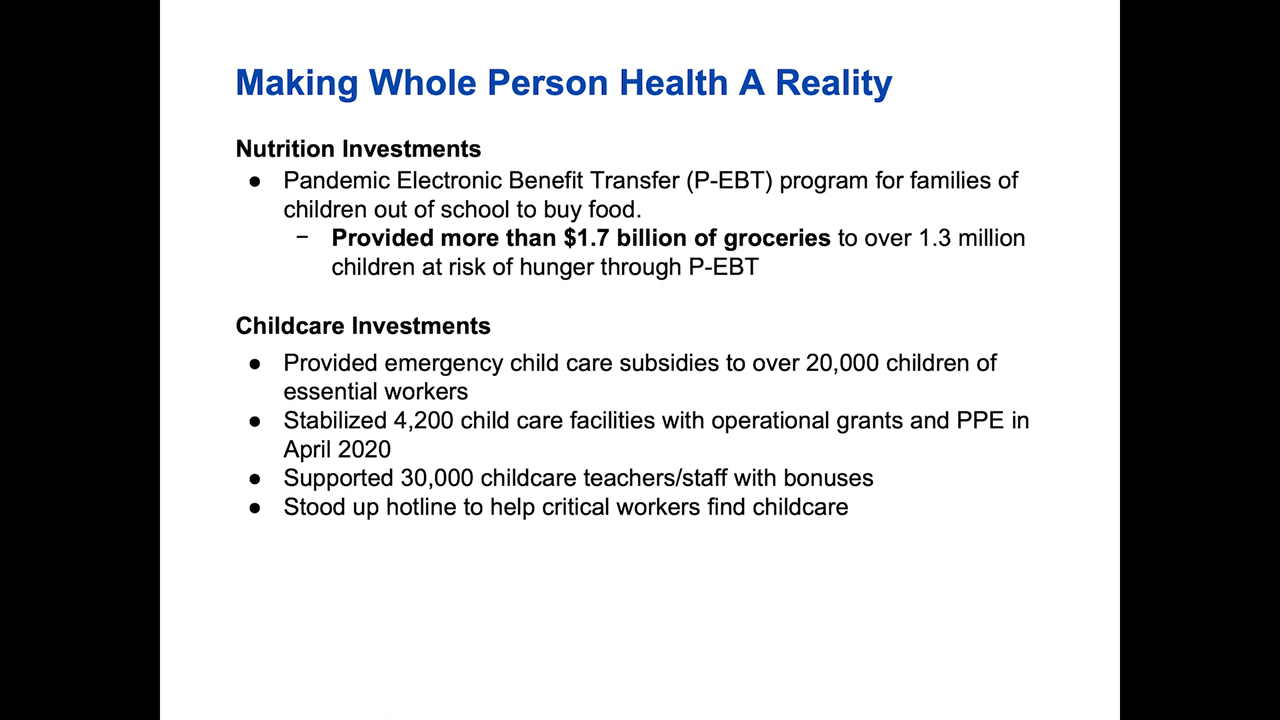 Making Whole Person Health A Reality
Nutrition Investments
● Pandemic Electronic Benefit Transfer (P-EBT) program for families of
children out of school to buy food.
− Provided more than $1.7 billion of groceries to over 1.3 million
children at risk of hunger through P-EBT
Childcare Investments
● Provided emergency child care subsidies to over 20,000 children of
essential workers
● Stabilized 4,200 child care facilities with operational grants and PPE in
April 2020
● Supported 30,000 childcare teachers/staff with bonuses
● Stood up hotline to help critical workers find childcare